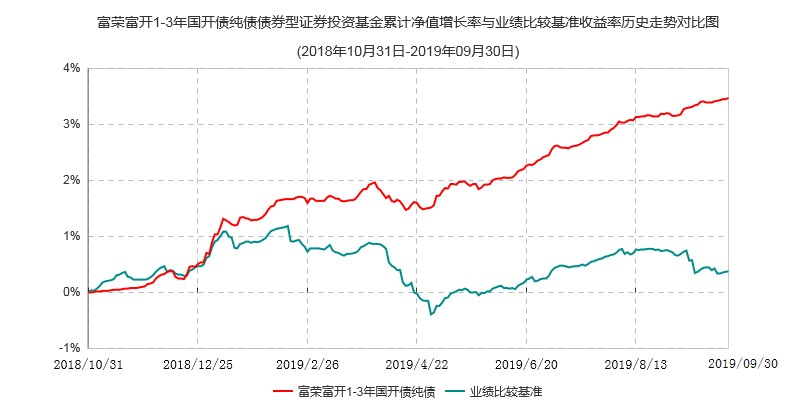 富荣富开1-3年国开债纯债债券型证券投资基金累计净值增长率与业绩比较基准收益率历史走势对比图
(2018年10月31日-2019年09月30日)
4%
3%
2%
1%
0%
-1%
2018/10/31 2018/12/25 2019/2/26 2019/4/22 2019/6/20 2019/8/13 2019/09/30
富荣富开1-3年国开债纯债 业绩比较基准